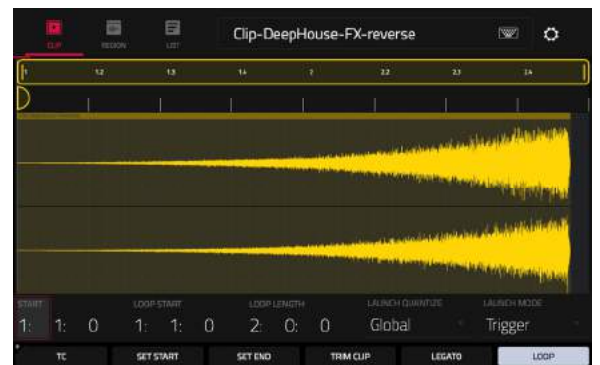 Clip-DeepHouse-FX-reverse
CLIP REGION LIST
1 1.2 1.3 1.4 2 2.2 2.3 2.4
START LOOP START LOOP LENGTH LAUNCH QUANTIZE LAUNCH MODE
1: 1: 0 1: 1: 0 2: 0: 0 Global Trigger
TC SET START SET END TRIM CLIP LEGATO LOOP